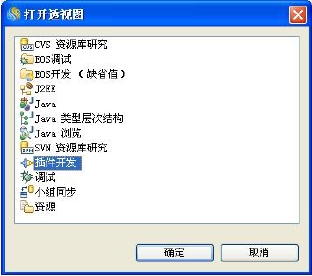 打开透视图
CVS 资源库研究
EOS调试
EOS开发 (缺省值)
J2EE
Java
Java 类型层次结构
Java 浏览
SVN 资源库研究
插件开发
调试
小组同步
资源
确定
取消